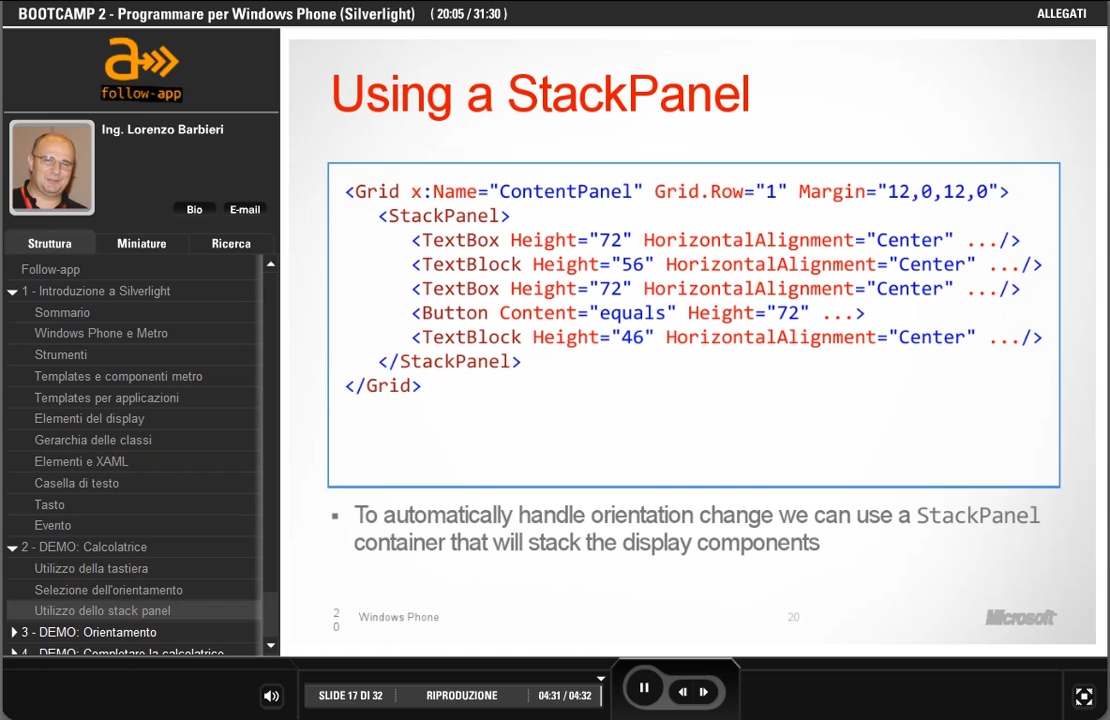 BOOTCAMP 2 - Programmare per Windows Phone (Silverlight) ( 20:05 / 31:30 )
ALLEGATI
a
follow-app
Ing. Lorenzo Barbieri
Bio
E-mail
Struttura
Miniature
Ricerca
Follow-app
1 - Introduzione a Silverlight
Sommario
Windows Phone e Metro
Strumenti
Templates e componenti metro
Templates per applicazioni
Elementi del display
Gerarchia delle classi
Elementi e XAML
Casella di testo
Tasto
Evento
2 - DEMO: Calcolatrice
Utilizzo della tastiera
Selezione dell'orientamento
Utilizzo dello stack panel
3 - DEMO: Orientamento
4 - DEMO: Completare la calcolatrice
Using a StackPanel
<Grid x:Name="ContentPanel" Grid.Row="1" Margin="12,0,12,0">
<StackPanel>
<TextBox Height="72" HorizontalAlignment="Center" .../>
<TextBlock Height="56" HorizontalAlignment="Center" .../>
<TextBox Height="72" HorizontalAlignment="Center" .../>
<Button Content="equals" Height="72" ...>
<TextBlock Height="46" HorizontalAlignment="Center" .../>
</StackPanel>
</Grid>
▪ To automatically handle orientation change we can use a StackPanel
container that will stack the display components
2
0
Windows Phone
20
Microsoft
SLIDE 17 DI 32
RIPRODUZIONE
04:31 / 04:32